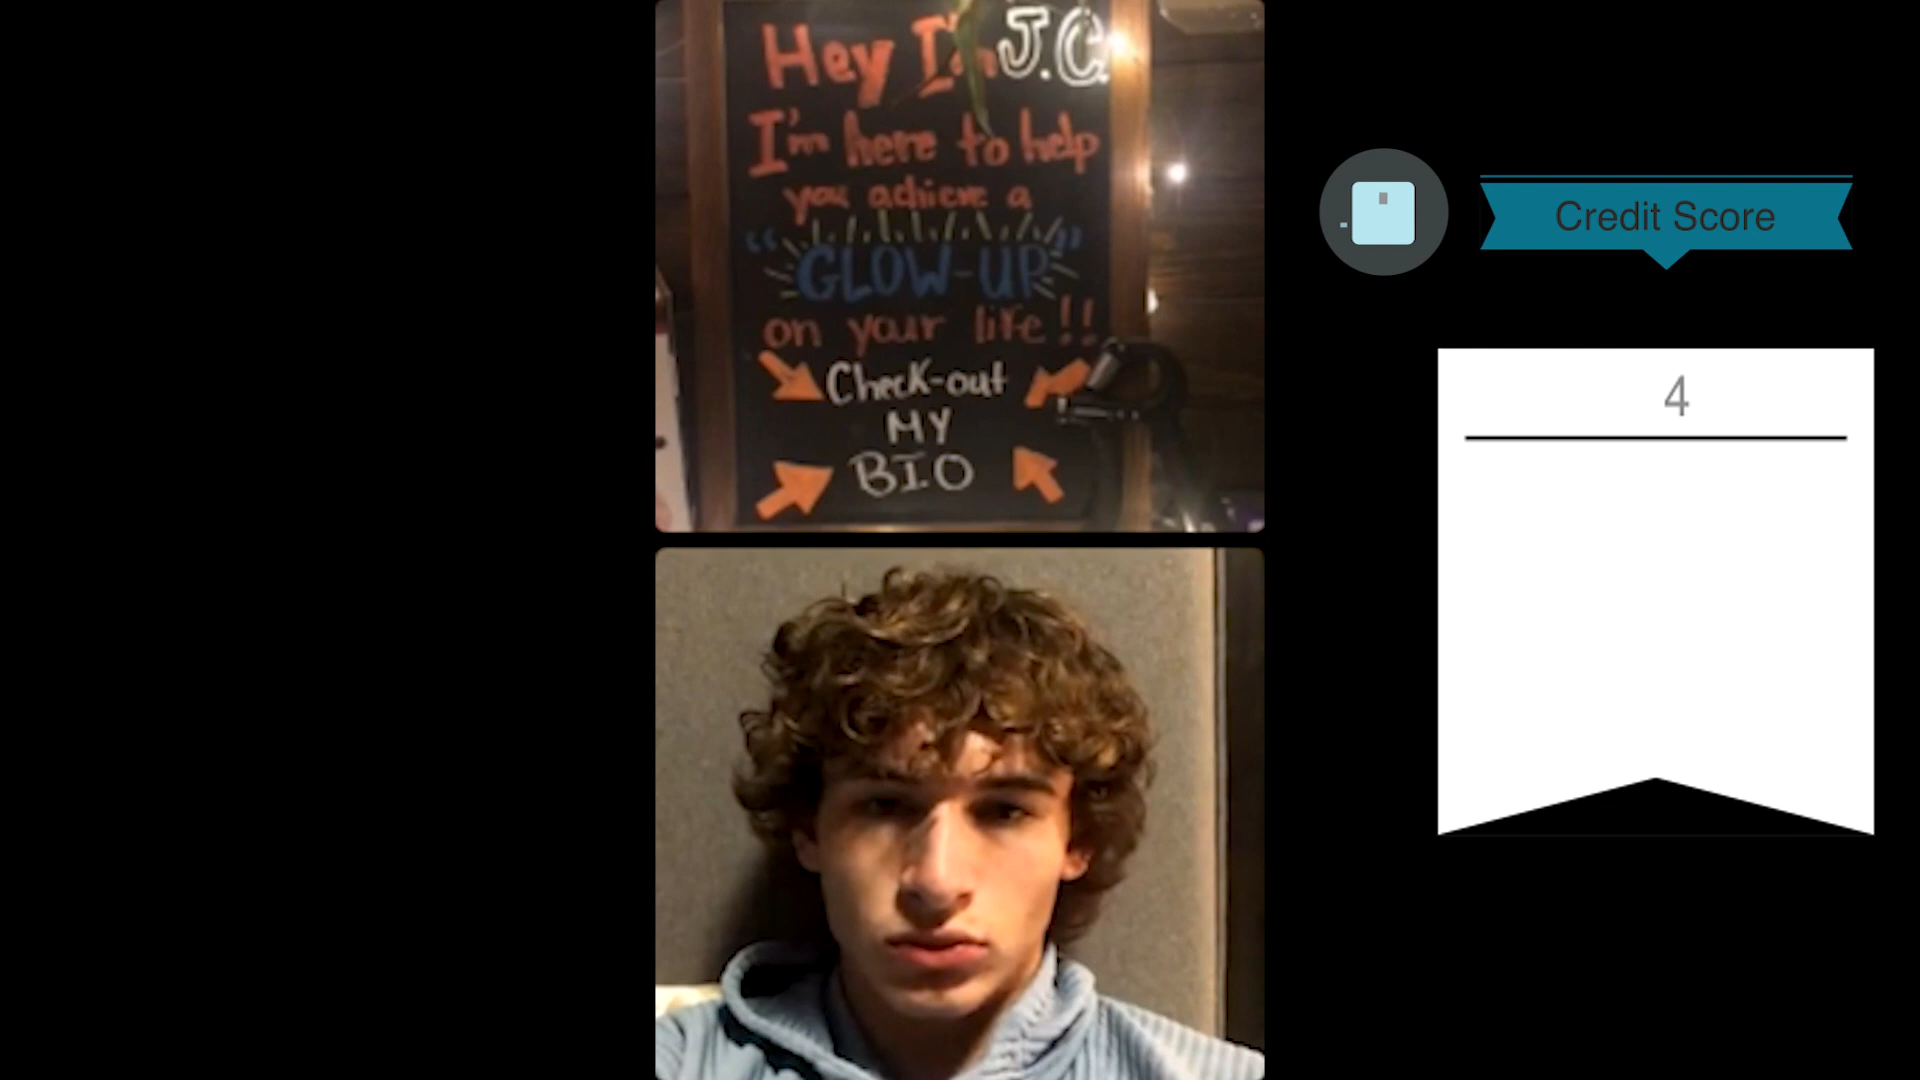 Hey I'm J.C.
I'm here to help
you achieve a
"GLOW-UP"
on your life!!
Check-out
MY
BIO
Credit Score
4